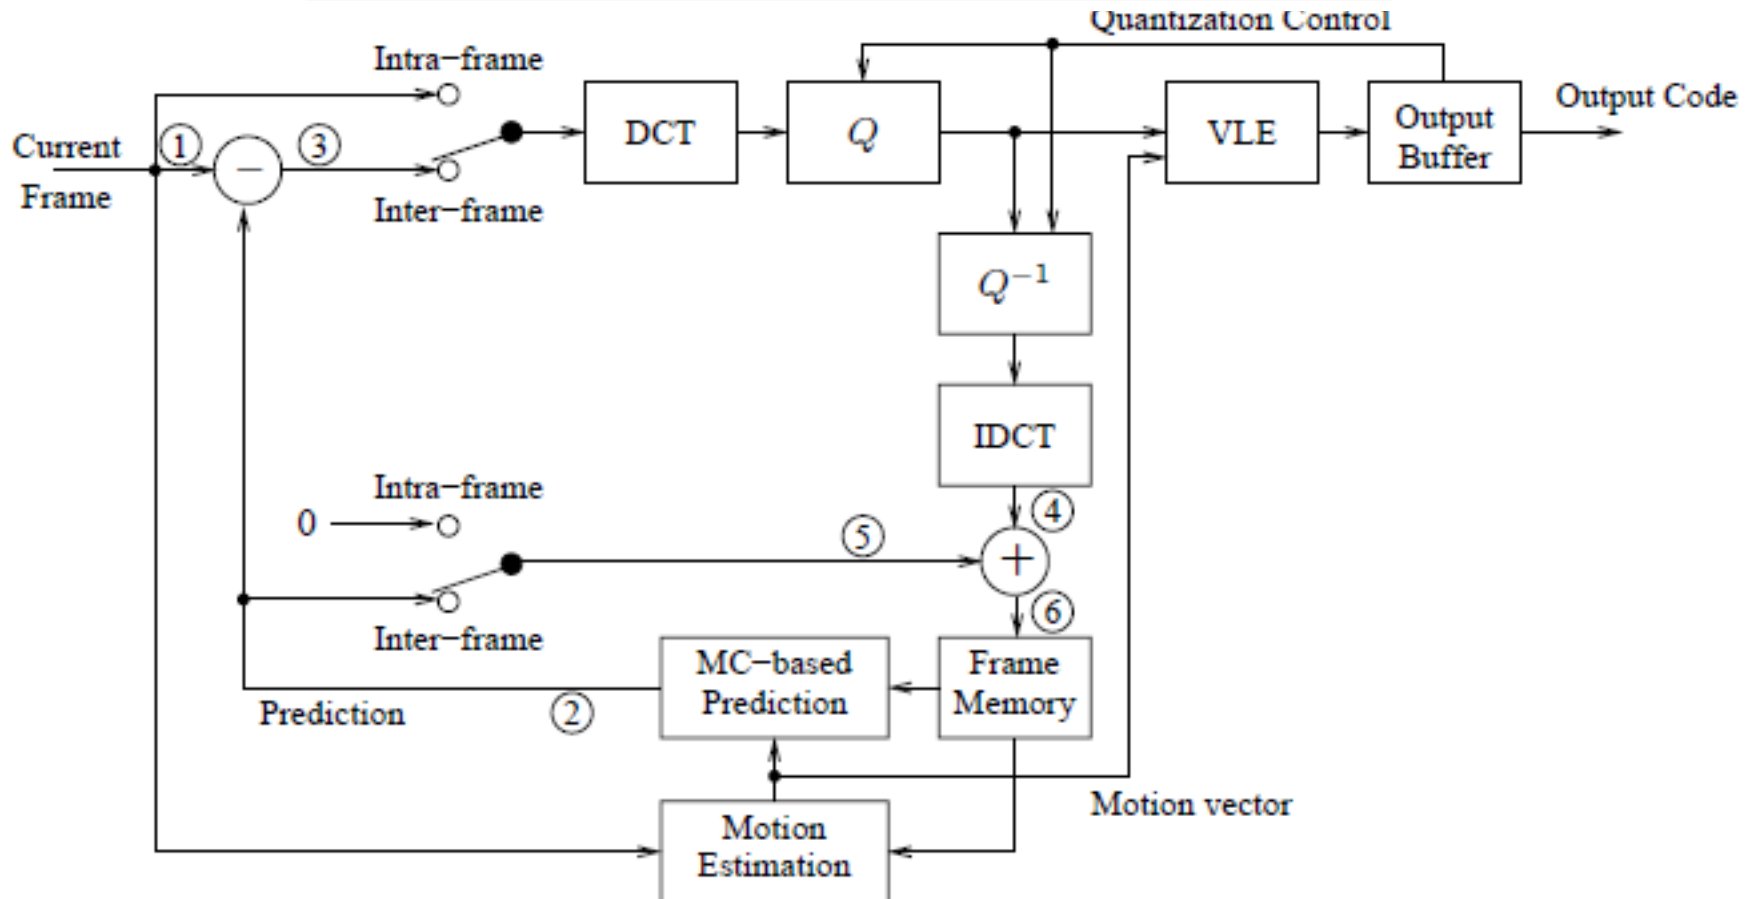 Quantization Control
Intra−frame
Output Code
DCT
Q
VLE
Output
Buffer
Current
Frame
1
−
3
Inter−frame
Q−1
IDCT
Intra−frame
0
4
5
+
6
Inter−frame
MC−based
Prediction
Frame
Memory
Prediction
2
Motion vector
Motion
Estimation